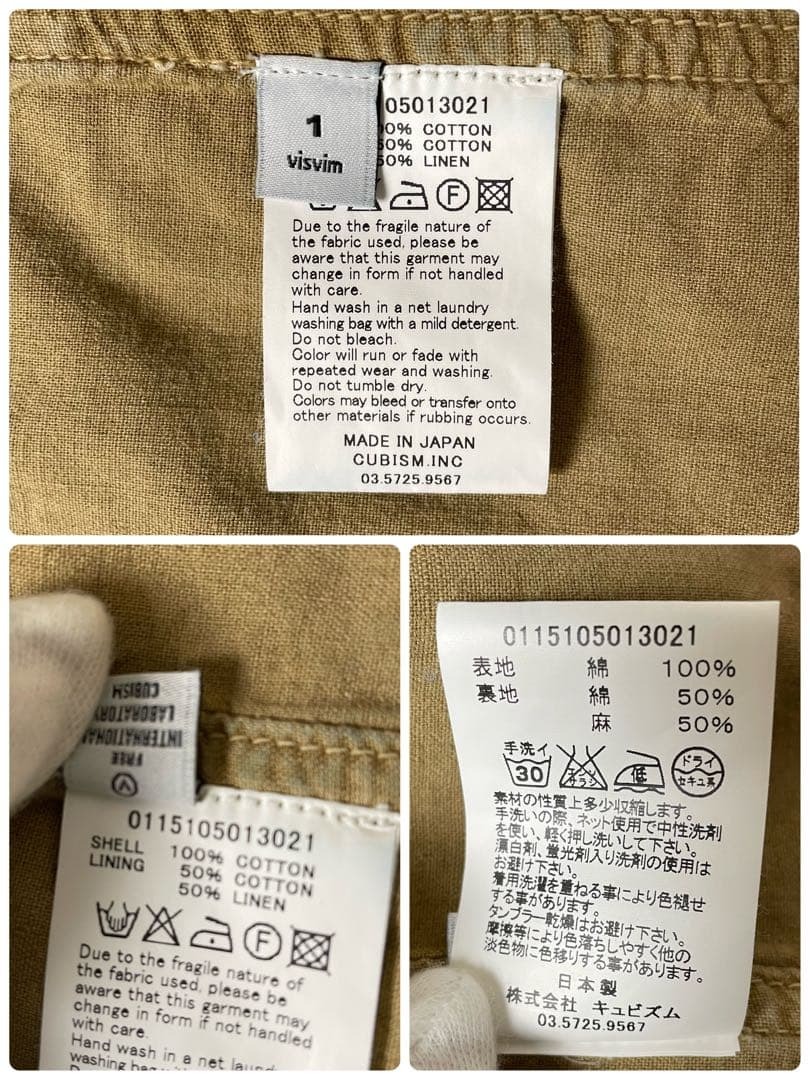 1
visvim
05013021
00% COTTON
50% COTTON
50% LINEN
F
Due to the fragile nature of
the fabric used, please be
aware that this garment may
change in form if not handled
with care.
Hand wash in a net laundry
washing bag with a mild detergent.
Do not bleach.
Color will run or fade with
repeated wear and washing.
Do not tumble dry.
Colors may bleed or transfer onto
other materials if rubbing occurs.
MADE IN JAPAN
CUBISM.INC
03.5725.9567
FREE
INTERNATIONAL
LABORATORY
CUBISM
0115105013021
SHELL 100% COTTON
LINING 50% COTTON
50% LINEN
F
Due to the fragile nature of
the fabric used, please be
aware that this garment may
change in form if not handled
with care.
Hand wash in a net
washing bag with a mil
0115105013021
表地 綿 100%
裏地 綿 50%
麻 50%
手洗イ 30 エンソサラシ 低 ドライ セキユ系
素材の性質上多少収縮します。
手洗いの際、ネット使用で中性洗剤
を使い、軽く押し洗いして下さい。
漂白剤、蛍光剤入り洗剤の使用は
お避け下さい。
着用洗濯を重ねる事により色褪せ
する事があります。
タンブラー乾燥はお避け下さい。
摩擦等により色落ちしやすく他の
淡色物に色移りする事があります。
日本製
株式会社 キュビズム
03.5725.9567